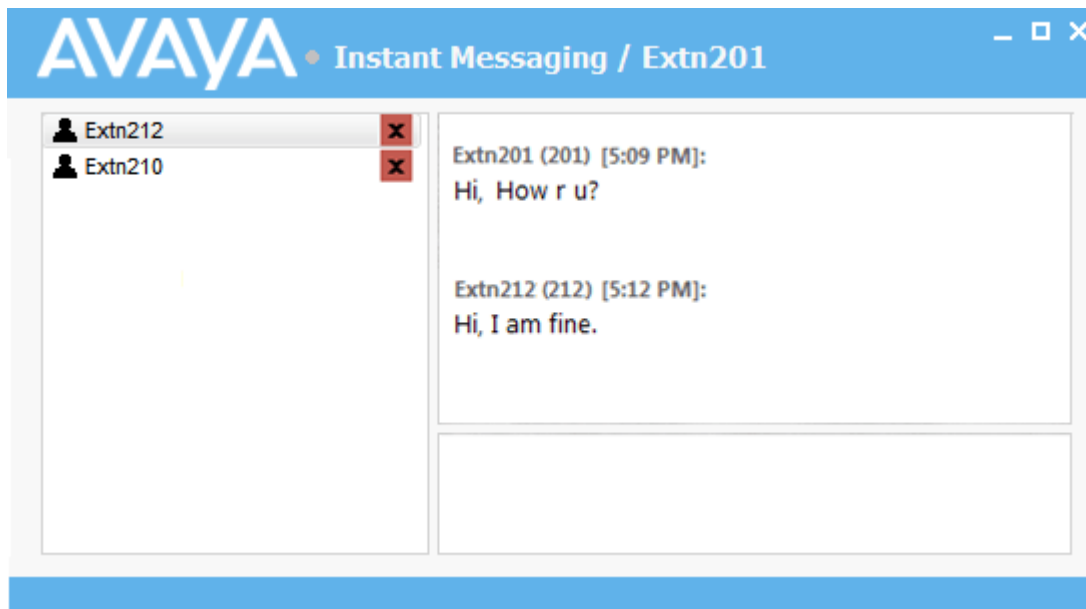 AVAYA • Instant Messaging / Extn201
Extn212
Extn210
Extn201 (201) [5:09 PM]:
Hi, How r u?
Extn212 (212) [5:12 PM]:
Hi, I am fine.